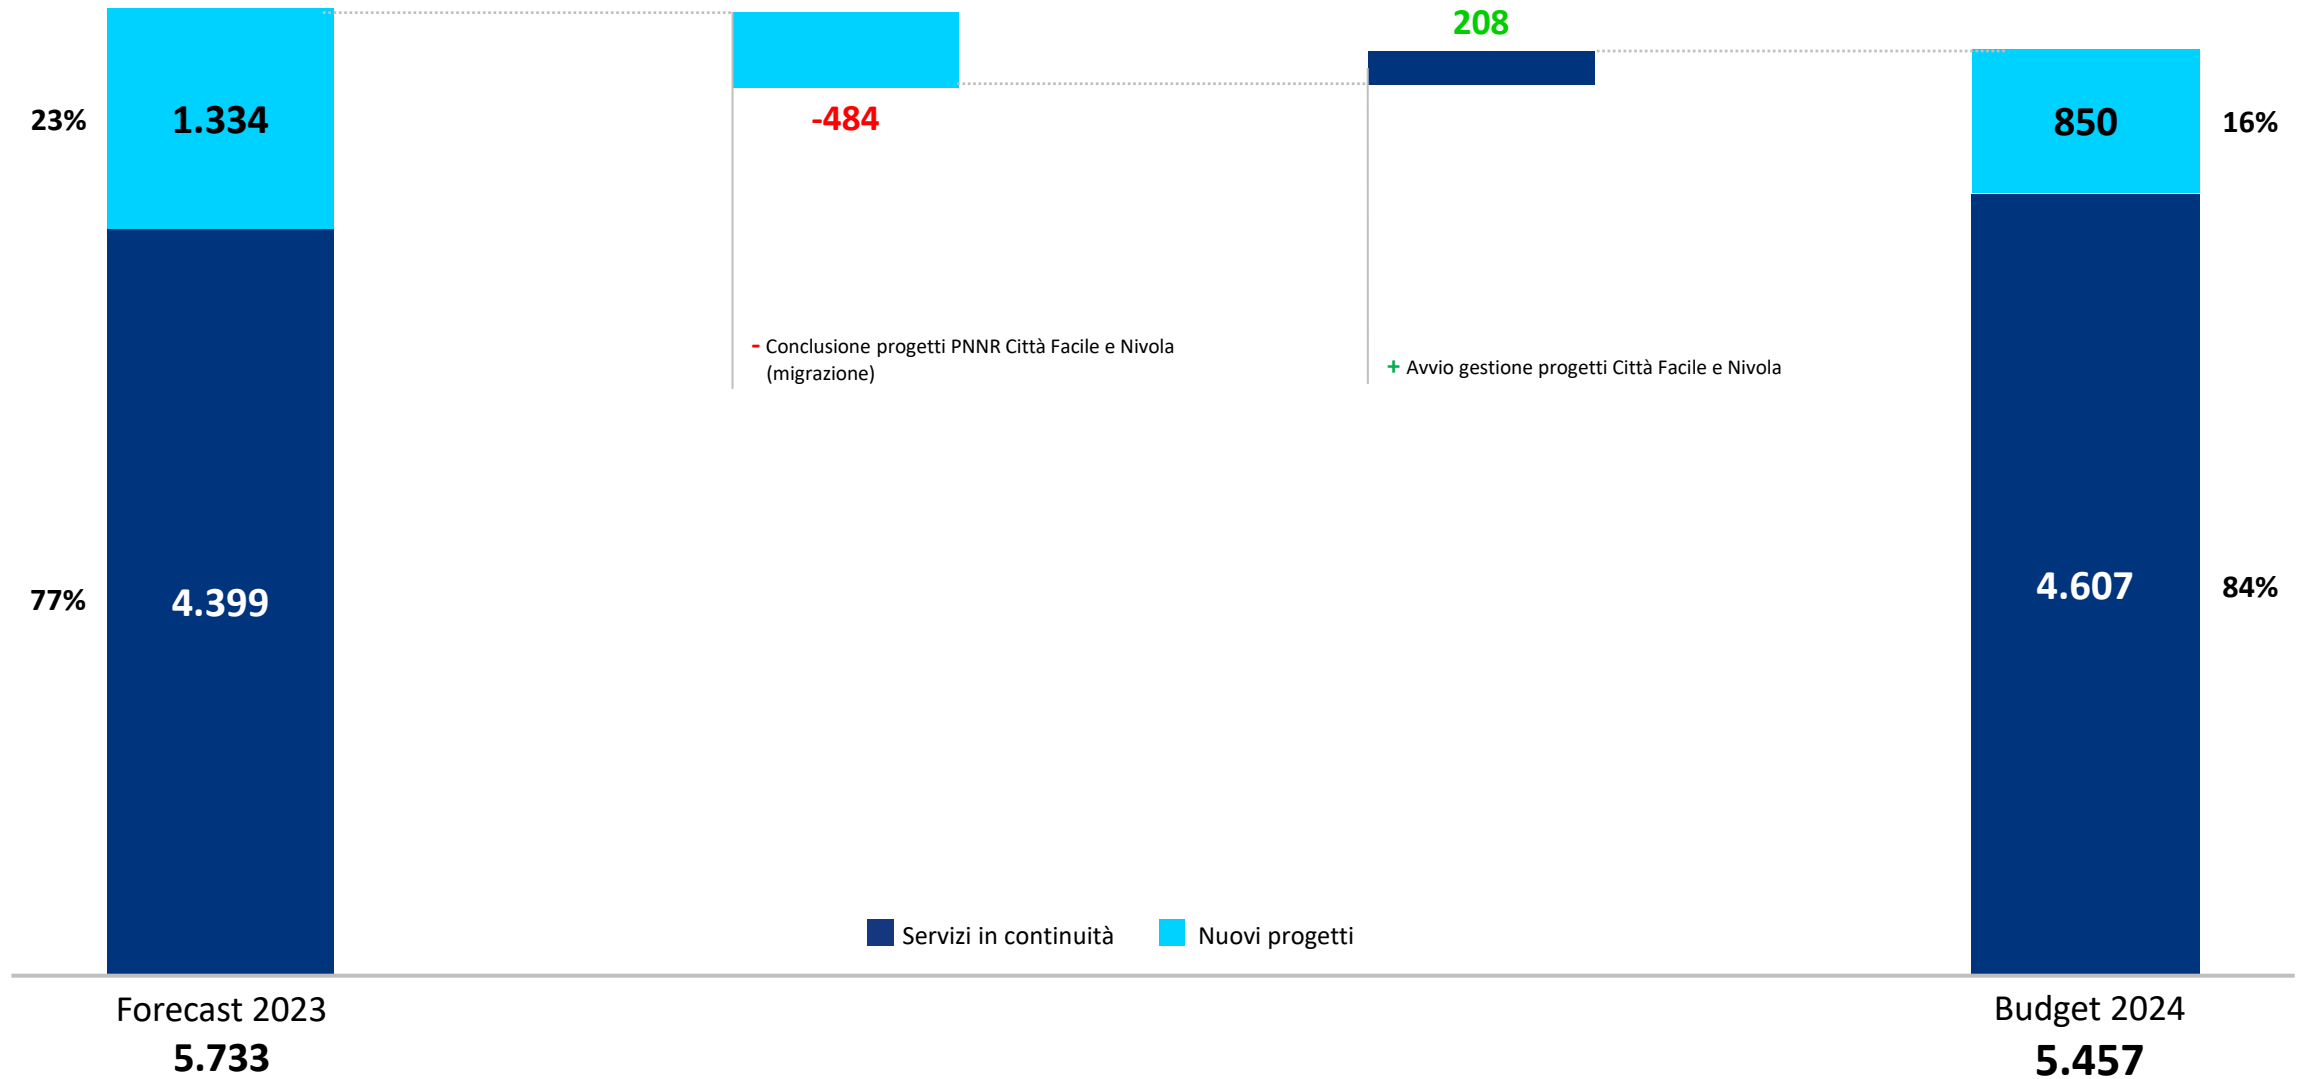 208
23%
1.334
-484
850
16%
- Conclusione progetti PNNR Città Facile e Nivola
(migrazione)
+ Avvio gestione progetti Città Facile e Nivola
77%
4.399
4.607
84%
Servizi in continuità
Nuovi progetti
Forecast 2023
5.733
Budget 2024
5.457